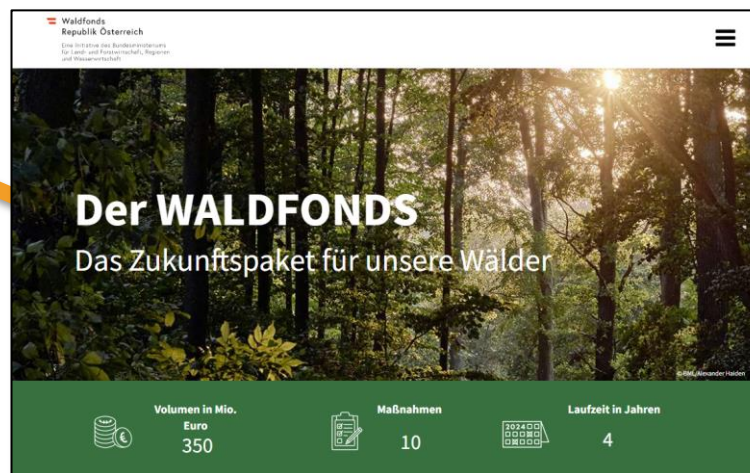 Waldfonds
Republik Österreich
Eine Initiative des Bundesministeriums
für Land- und Forstwirtschaft, Regionen
und Wasserwirtschaft
Der WALDFONDS
Das Zukunftspaket für unsere Wälder
© BML/Alexander Haiden
Volumen in Mio.
Euro
350
Maßnahmen
10
2024
Laufzeit in Jahren
4